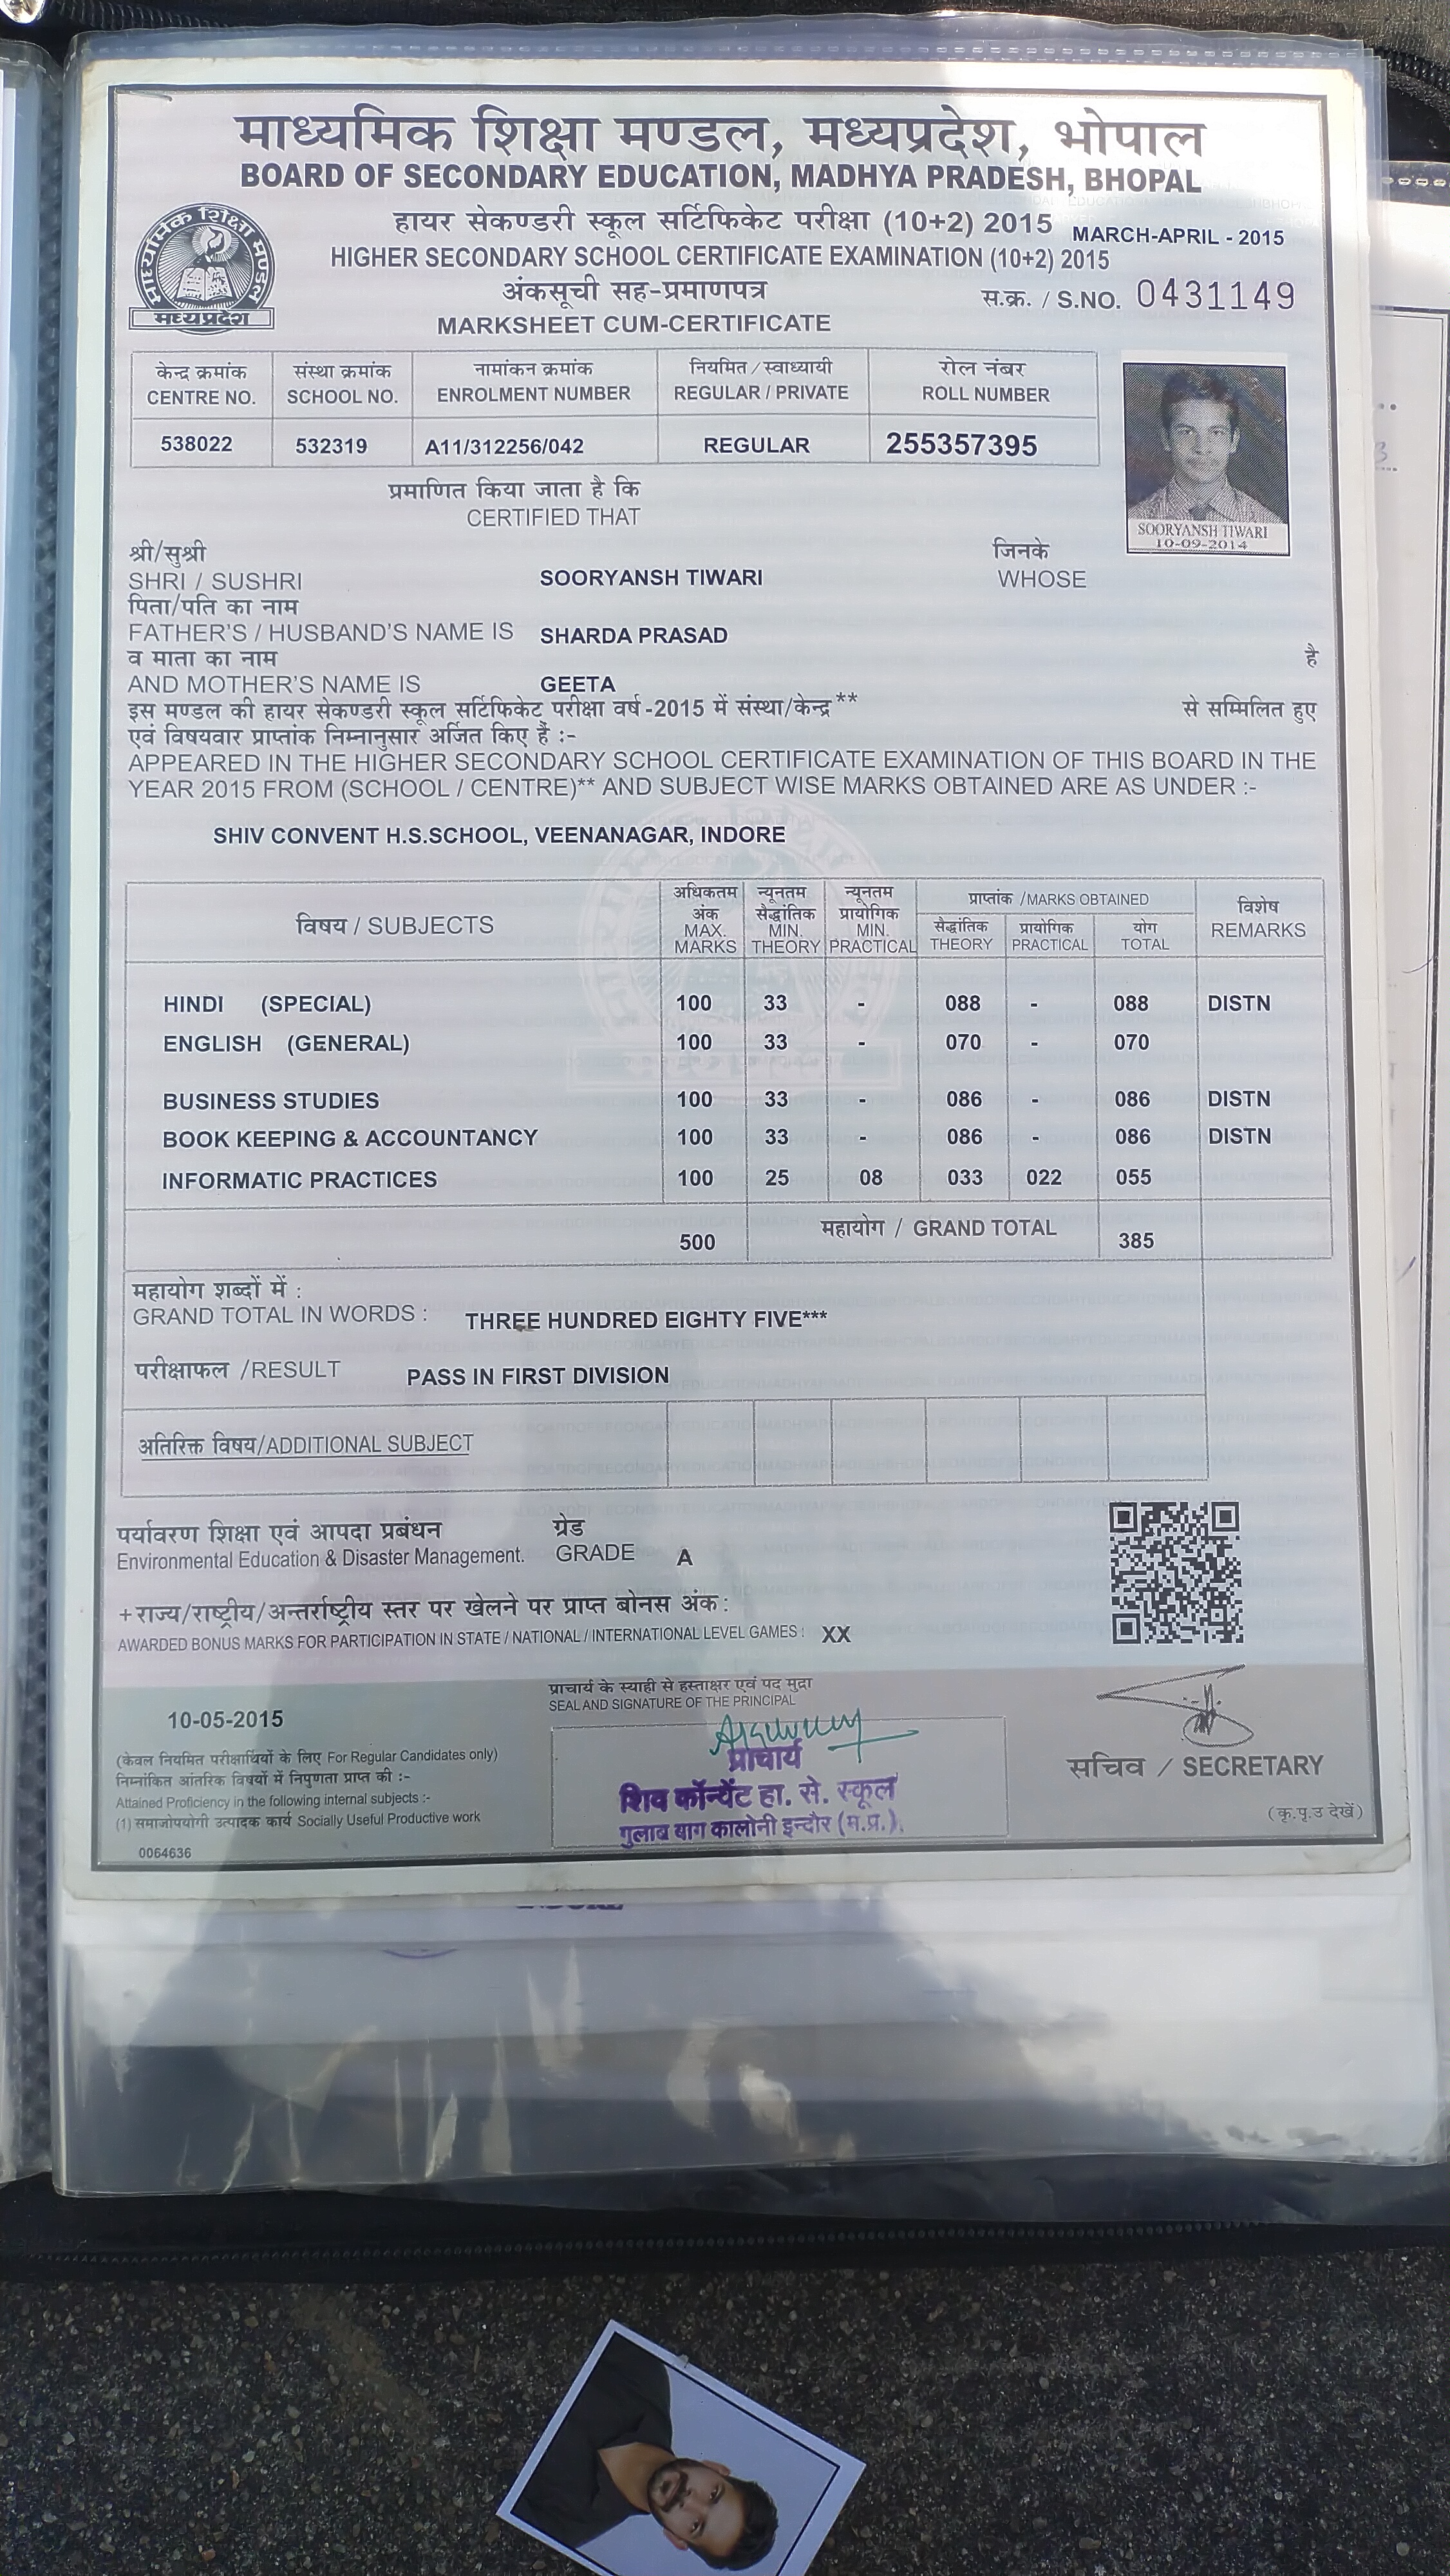 माध्यमिक शिक्षा मण्डल, मध्यप्रदेश, भोपाल
BOARD OF SECONDARY EDUCATION, MADHYA PRADESH, BHOPAL
हायर सेकण्डरी स्कूल सर्टिफिकेट परीक्षा (10+2) 2015 MARCH-APRIL - 2015
HIGHER SECONDARY SCHOOL CERTIFICATE EXAMINATION (10+2) 2015
अंकसूची सह-प्रमाणपत्र स.क्र. / S.NO. 0431149
MARKSHEET CUM-CERTIFICATE
माध्यमिक शिक्षा मण्डल
मध्यप्रदेश
केन्द्र क्रमांक संस्था क्रमांक नामांकन क्रमांक नियमित / स्वाध्यायी रोल नंबर
CENTRE NO. SCHOOL NO. ENROLMENT NUMBER REGULAR / PRIVATE ROLL NUMBER
538022 532319 A11/312256/042 REGULAR 255357395
SOORYANSH TIWARI
10-09-2014
प्रमाणित किया जाता है कि
CERTIFIED THAT
श्री/सुश्री जिनके
SHRI / SUSHRI SOORYANSH TIWARI WHOSE
पिता/पति का नाम
FATHER'S / HUSBAND'S NAME IS SHARDA PRASAD
व माता का नाम है
AND MOTHER'S NAME IS GEETA
इस मण्डल की हायर सेकण्डरी स्कूल सर्टिफिकेट परीक्षा वर्ष-2015 में संस्था/केन्द्र** से सम्मिलित हुए
एवं विषयवार प्राप्तांक निम्नानुसार अर्जित किए हैं :-
APPEARED IN THE HIGHER SECONDARY SCHOOL CERTIFICATE EXAMINATION OF THIS BOARD IN THE
YEAR 2015 FROM (SCHOOL / CENTRE)** AND SUBJECT WISE MARKS OBTAINED ARE AS UNDER :-
SHIV CONVENT H.S.SCHOOL, VEENANAGAR, INDORE
विषय / SUBJECTS
अधिकतम अंक MAX. MARKS
न्यूनतम सैद्धांतिक MIN. THEORY
न्यूनतम प्रायोगिक MIN. PRACTICAL
प्राप्तांक / MARKS OBTAINED
सैद्धांतिक THEORY
प्रायोगिक PRACTICAL
योग TOTAL
विशेष REMARKS
HINDI (SPECIAL) 100 33 - 088 - 088 DISTN
ENGLISH (GENERAL) 100 33 - 070 - 070
BUSINESS STUDIES 100 33 - 086 - 086 DISTN
BOOK KEEPING & ACCOUNTANCY 100 33 - 086 - 086 DISTN
INFORMATIC PRACTICES 100 25 08 033 022 055
500 महायोग / GRAND TOTAL 385
महायोग शब्दों में :
GRAND TOTAL IN WORDS : THREE HUNDRED EIGHTY FIVE***
परीक्षाफल /RESULT PASS IN FIRST DIVISION
अतिरिक्त विषय/ADDITIONAL SUBJECT
पर्यावरण शिक्षा एवं आपदा प्रबंधन ग्रेड
Environmental Education & Disaster Management. GRADE A
+राज्य/राष्ट्रीय/अन्तर्राष्ट्रीय स्तर पर खेलने पर प्राप्त बोनस अंक:
AWARDED BONUS MARKS FOR PARTICIPATION IN STATE / NATIONAL / INTERNATIONAL LEVEL GAMES : XX
प्राचार्य के स्याही से हस्ताक्षर एवं पद मुद्रा
SEAL AND SIGNATURE OF THE PRINCIPAL
10-05-2015
प्राचार्य
शिव कॉन्वेंट हा. से. स्कूल
गुलाब बाग कालोनी इन्दौर (म.प्र.)
सचिव / SECRETARY
(केवल नियमित परीक्षार्थियों के लिए For Regular Candidates only)
निम्नांकित आंतरिक विषयों में निपुणता प्राप्त की :-
Attained Proficiency in the following internal subjects :-
(1) समाजोपयोगी उत्पादक कार्य Socially Useful Productive work
(कृ.पृ.उ देखें)
0064636